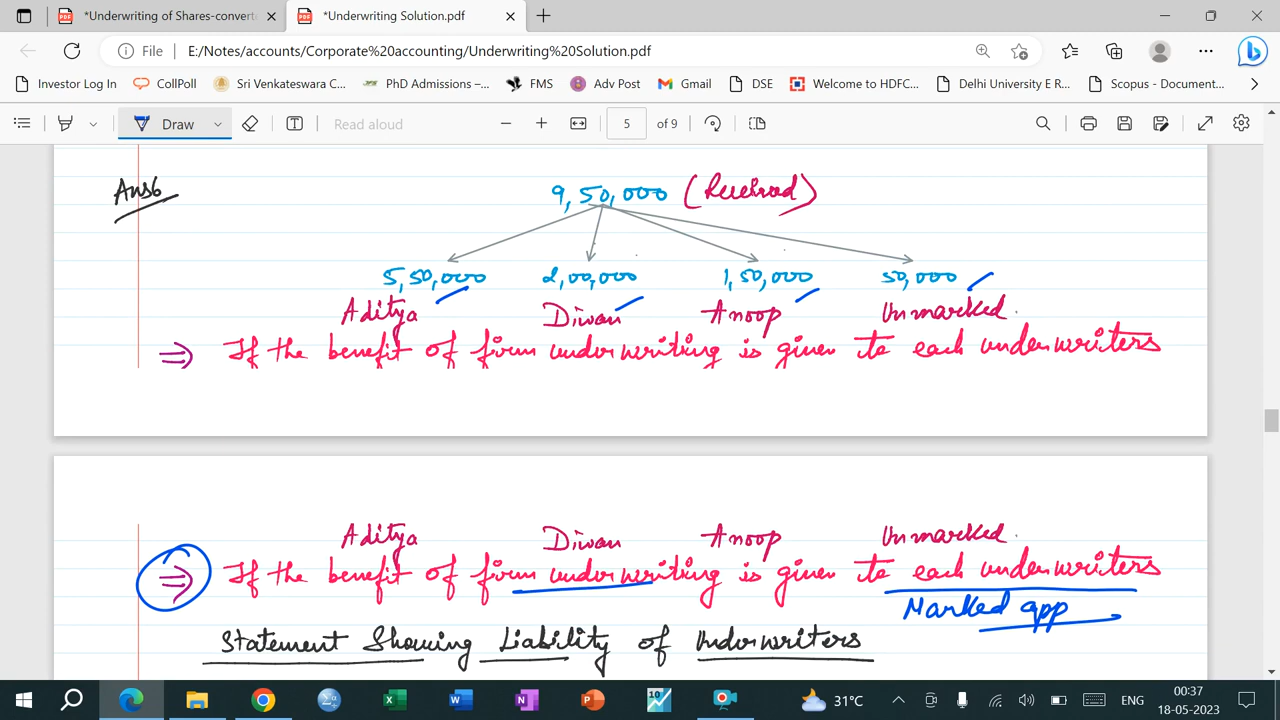 *Underwriting of Shares-convert
*Underwriting Solution.pdf
File E:/Notes/accounts/Corporate%20accounting/Underwriting%20Solution.pdf
Investor Log In CollPoll Sri Venkateswara C... PhD Admissions –... FMS Adv Post Gmail DSE Welcome to HDFC... Delhi University E R... Scopus - Document...
Draw Read aloud 5 of 9
Ans6 9,50,000 (Received)
5,50,000 2,00,000 1,50,000 50,000
Aditya Diwan Anoop Unmarked
⇒ If the benefit of firm underwriting is given to each underwriters
Aditya Diwan Anoop Unmarked
⇒ If the benefit of firm underwriting is given to each underwriters
Marked app
Statement Showing Liability of Underwriters
31°C ENG 00:37
18-05-2023